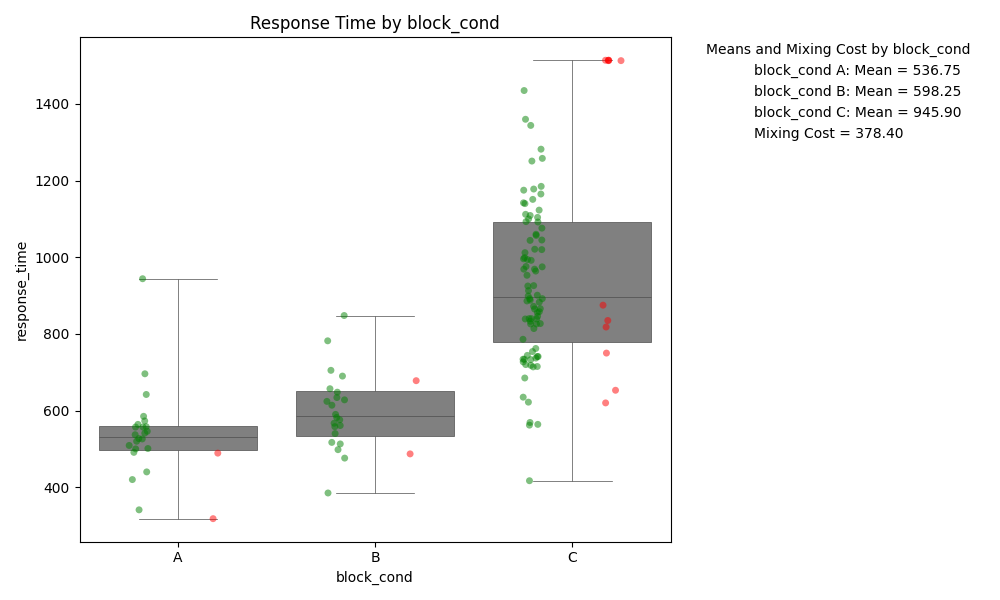 Response Time by block_cond
Means and Mixing Cost by block_cond
block_cond A: Mean = 536.75
block_cond B: Mean = 598.25
block_cond C: Mean = 945.90
Mixing Cost = 378.40
response_time
1400
1200
1000
800
600
400
A B C
block_cond